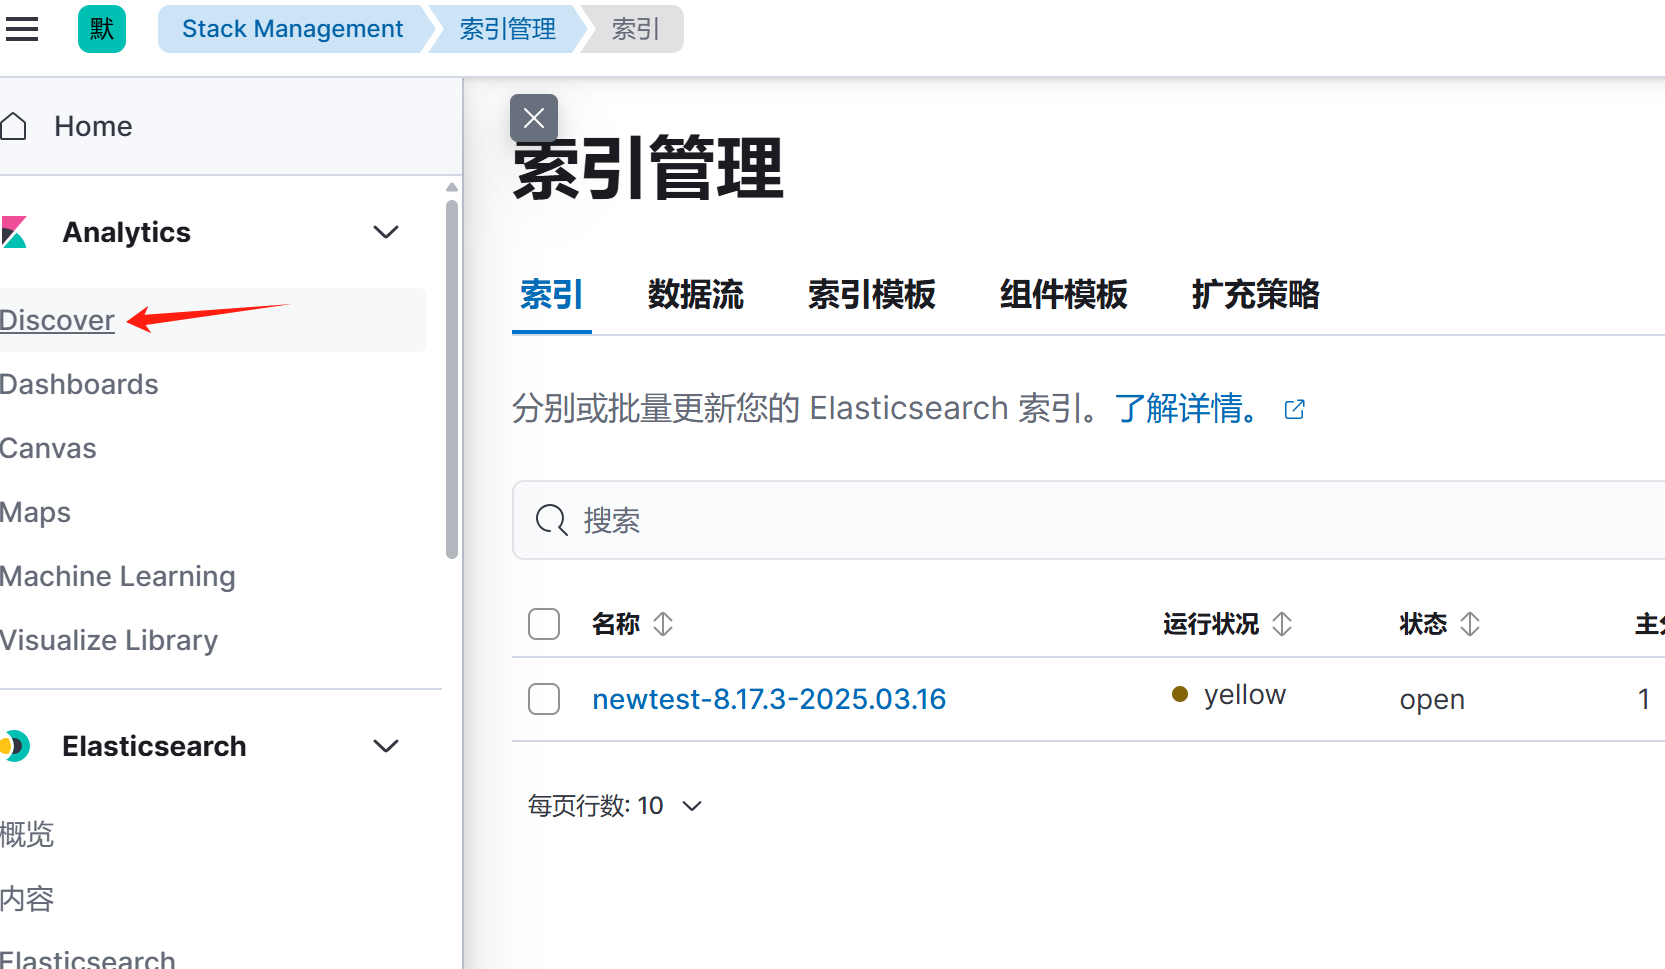 默
Stack Management
索引管理
索引
Home
Analytics
Discover
Dashboards
Canvas
Maps
Machine Learning
Visualize Library
Elasticsearch
概览
内容
Elasticsearch
索引管理
索引 数据流 索引模板 组件模板 扩充策略
分别或批量更新您的 Elasticsearch 索引。了解详情。
搜索
名称 运行状况 状态 主分
newtest-8.17.3-2025.03.16 yellow open 1
每页行数: 10